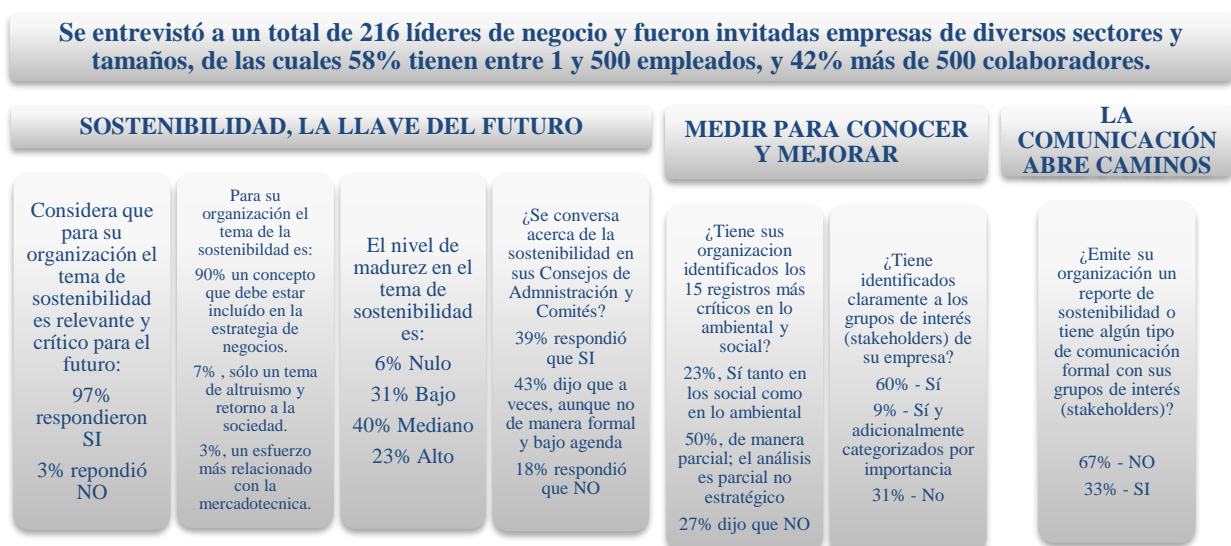 Se entrevistó a un total de 216 líderes de negocio y fueron invitadas empresas de diversos sectores y
tamaños, de las cuales 58% tienen entre 1 y 500 empleados, y 42% más de 500 colaboradores.
SOSTENIBILIDAD, LA LLAVE DEL FUTURO
Considera que
para su
organización el
tema de
sostenibilidad
es relevante y
crítico para el
futuro:
97%
respondieron
SI
3% repondió
NO
Para su
organización el
tema de la
sostenibildad es:
90% un concepto
que debe estar
incluído en la
estrategia de
negocios.
7% , sólo un tema
de altruismo y
retorno a la
sociedad.
3%, un esfuerzo
más relacionado
con la
mercadotecnica.
El nivel de
madurez en el
tema de
sostenibilidad
es:
6% Nulo
31% Bajo
40% Mediano
23% Alto
¿Se conversa
acerca de la
sostenibilidad en
sus Consejos de
Admnistración y
Comités?
39% respondió
que SI
43% dijo que a
veces, aunque no
de manera formal
y bajo agenda
18% respondió
que NO
MEDIR PARA CONOCER
Y MEJORAR
¿Tiene sus
organizacion
identificados los
15 registros más
críticos en lo
ambiental y
social?
23%, Sí tanto en
los social como
en lo ambiental
50%, de manera
parcial; el análisis
es parcial no
estratégico
27% dijo que NO
¿Tiene
identificados
claramente a los
grupos de interés
(stakeholders) de
su empresa?
60% - Sí
9% - Sí y
adicionalmente
categorizados por
importancia
31% - No
LA
COMUNICACIÓN
ABRE CAMINOS
¿Emite su
organización un
reporte de
sostenibilidad o
tiene algún tipo
de comunicación
formal con sus
grupos de interés
(stakeholders)?
67% - NO
33% - SI